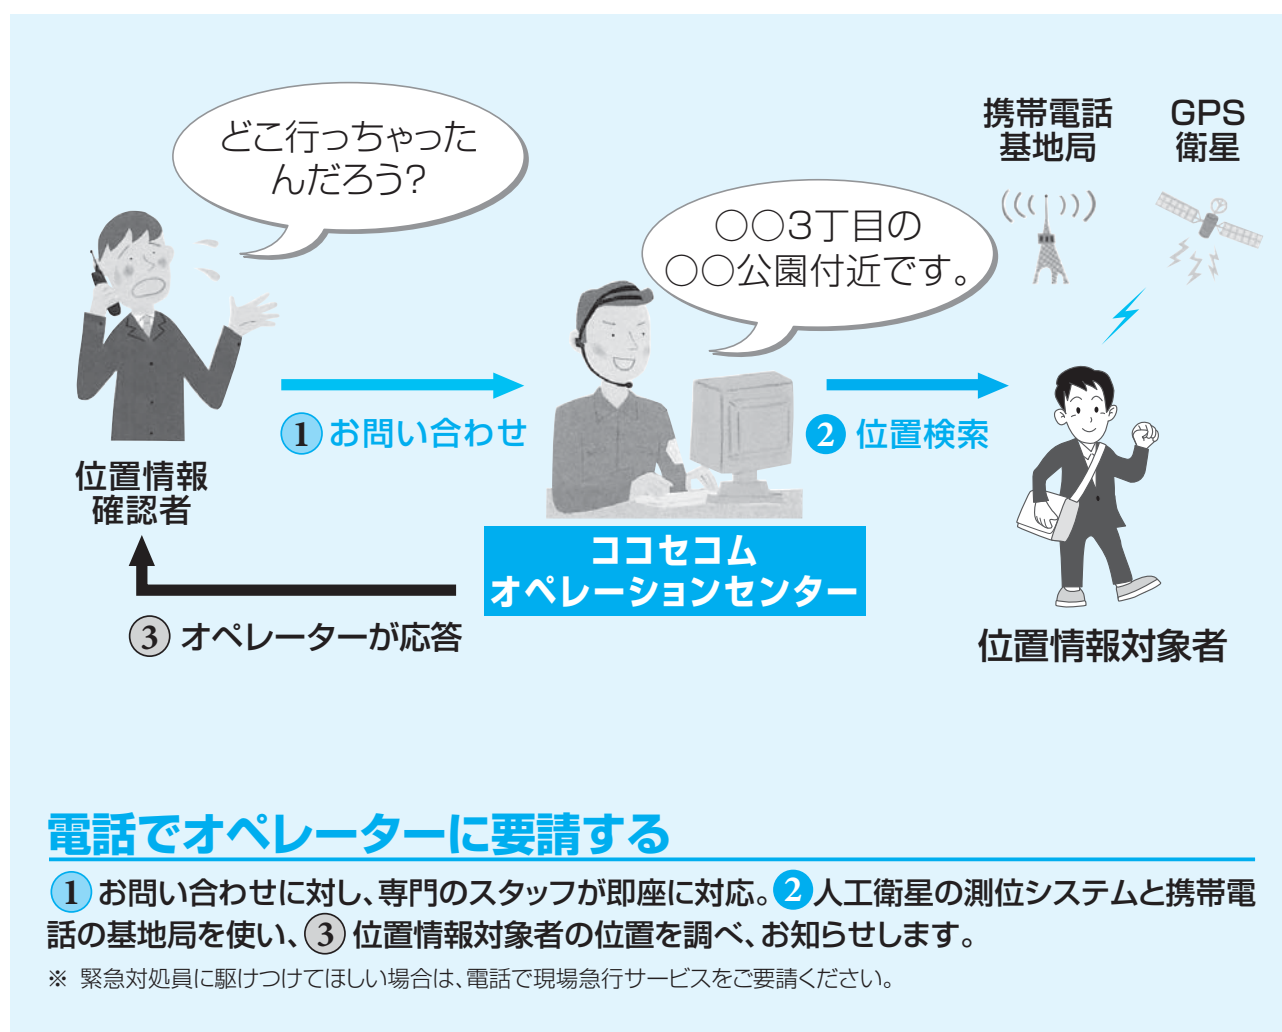 どこ行っちゃった
んだろう?
携帯電話
基地局
GPS
衛星
○○3丁目の
○○公園付近です。
1 お問い合わせ
2 位置検索
位置情報
確認者
ココセコム
オペレーションセンター
3 オペレーターが応答
位置情報対象者
電話でオペレーターに要請する
1 お問い合わせに対し、専門のスタッフが即座に対応。2 人工衛星の測位システムと携帯電
話の基地局を使い、3 位置情報対象者の位置を調べ、お知らせします。
※ 緊急対処員に駆けつけてほしい場合は、電話で現場急行サービスをご要請ください。